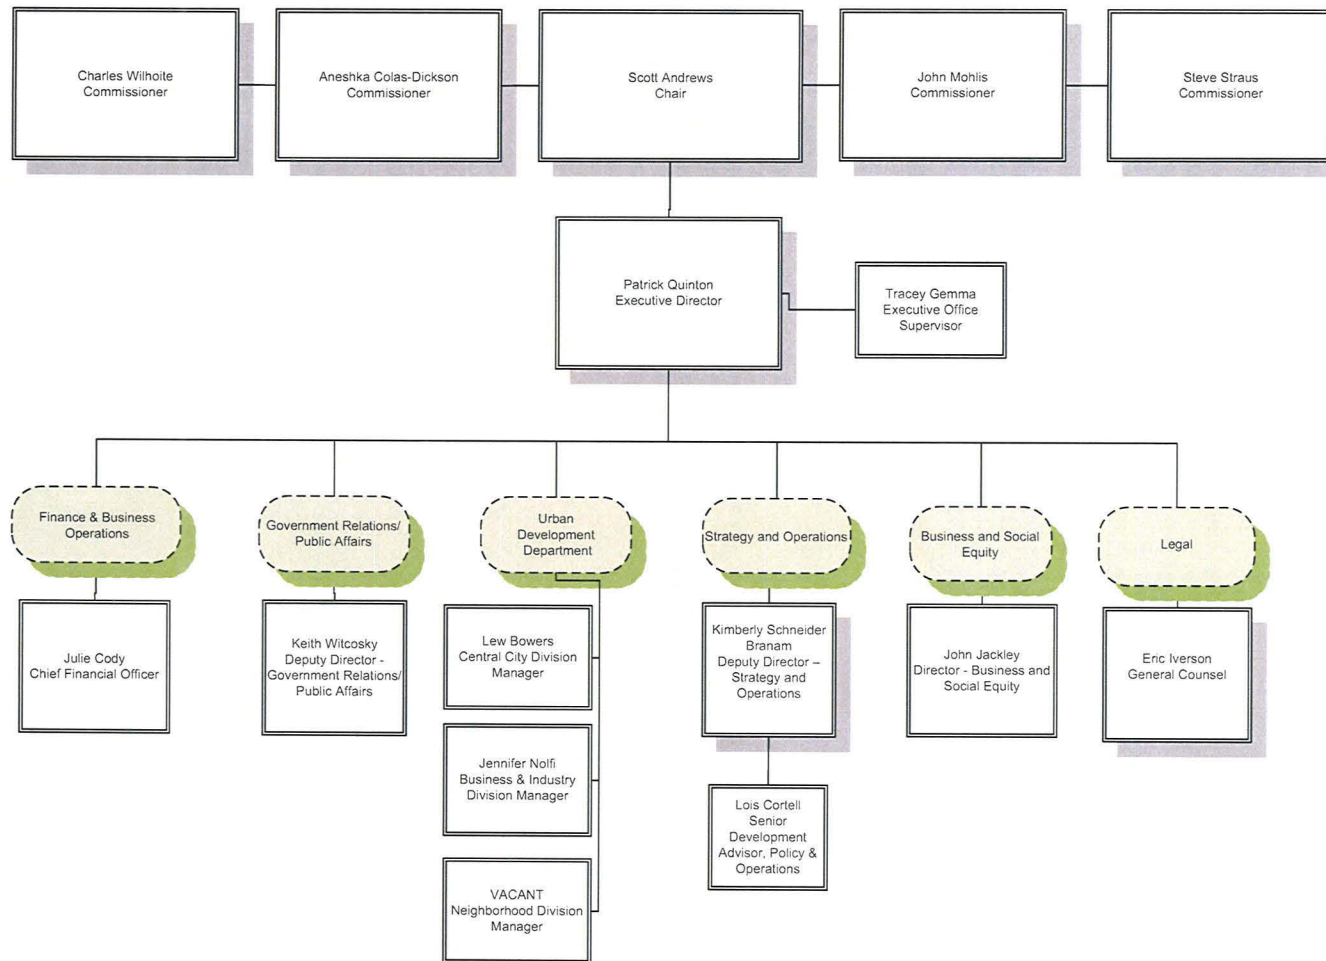 Charles Wilhoite
Commissioner
Aneshka Colas-Dickson
Commissioner
Scott Andrews
Chair
John Mohlis
Commissioner
Steve Straus
Commissioner
Patrick Quinton
Executive Director
Tracey Gemma
Executive Office
Supervisor
Finance & Business
Operations
Government Relations/
Public Affairs
Urban
Development
Department
Strategy and Operations
Business and Social
Equity
Legal
Julie Cody
Chief Financial Officer
Keith Witcosky
Deputy Director -
Government Relations/
Public Affairs
Lew Bowers
Central City Division
Manager
Jennifer Nolfi
Business & Industry
Division Manager
VACANT
Neighborhood Division
Manager
Kimberly Schneider
Branam
Deputy Director –
Strategy and
Operations
Lois Cortell
Senior
Development
Advisor, Policy &
Operations
John Jackley
Director - Business and
Social Equity
Eric Iverson
General Counsel